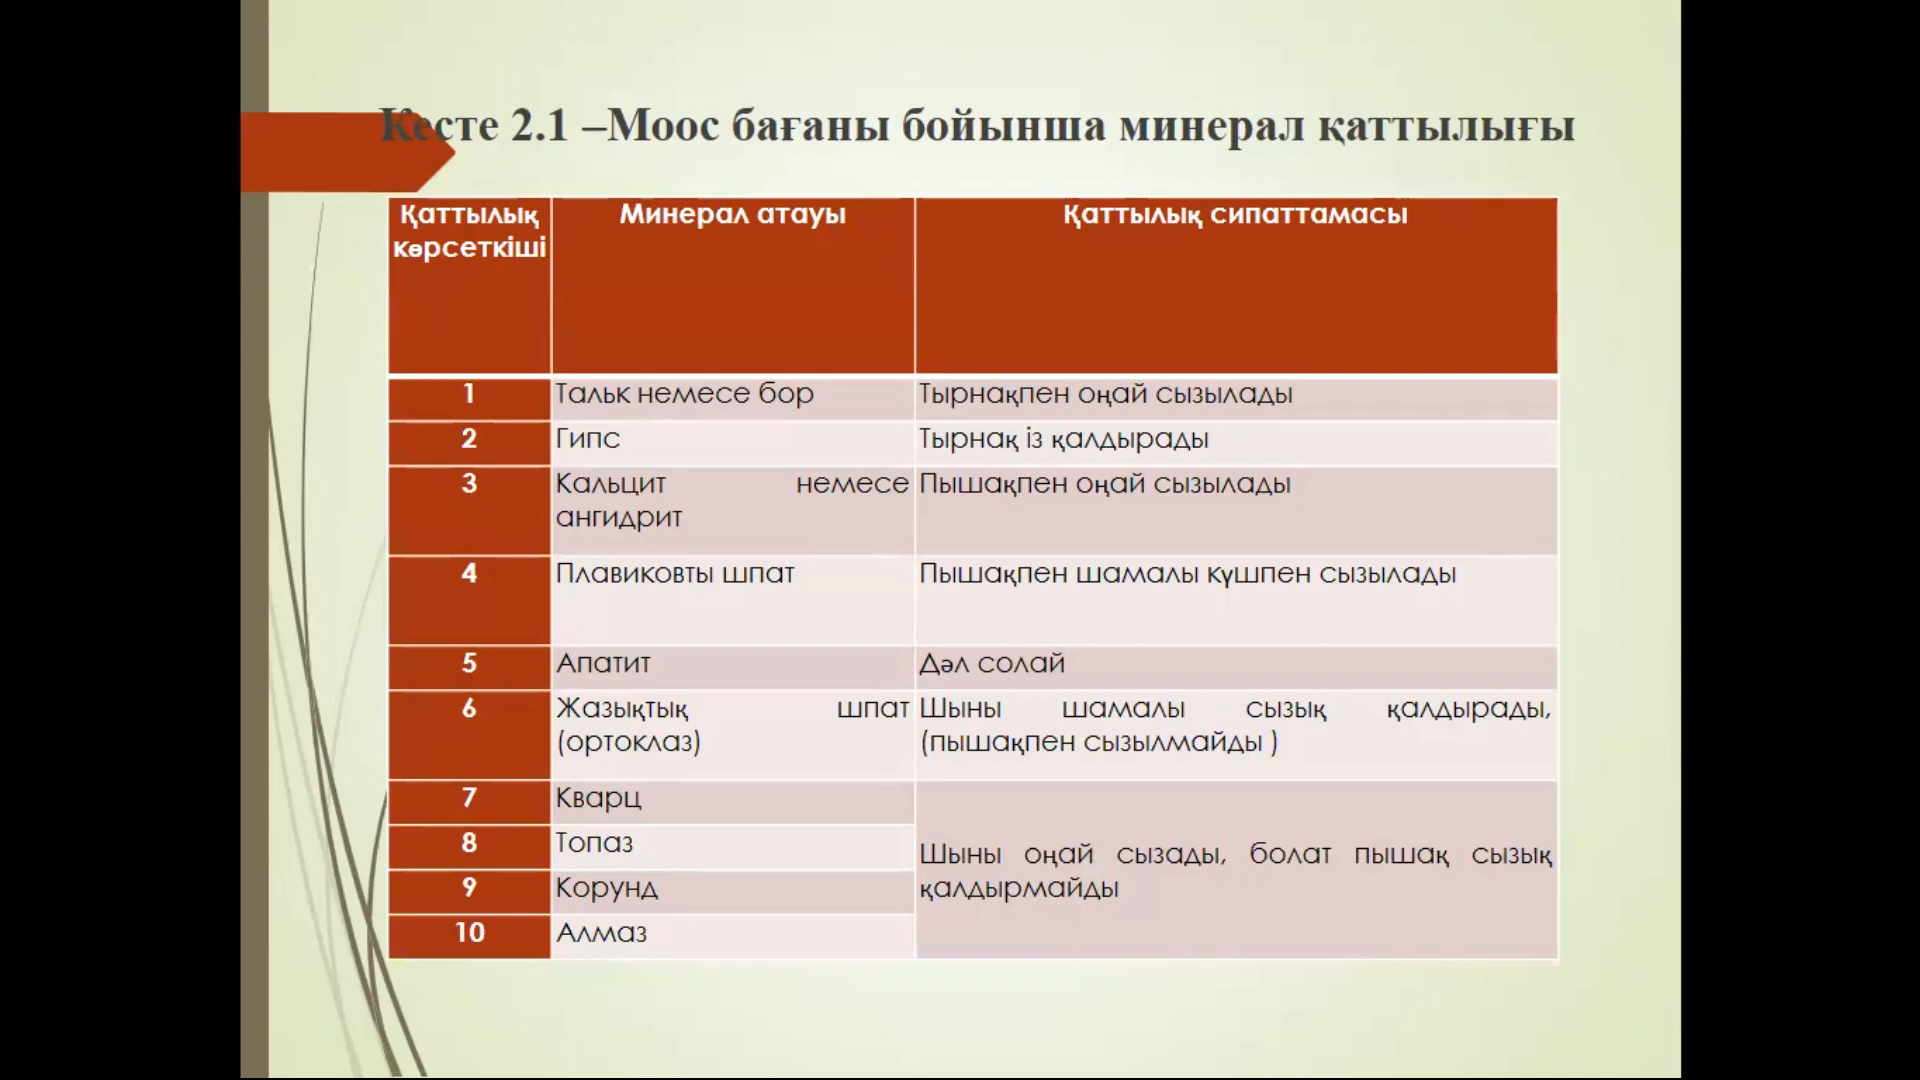 Кесте 2.1 –Моос бағаны бойынша минерал қаттылығы
Қаттылық
көрсеткіші
Минерал атауы
Қаттылық сипаттамасы
1
Тальк немесе бор
Тырнақпен оңай сызылады
2
Гипс
Тырнақ із қалдырады
3
Кальцит немесе
ангидрит
Пышақпен оңай сызылады
4
Плавиковты шпат
Пышақпен шамалы күшпен сызылады
5
Апатит
Дәл солай
6
Жазықтық шпат
(ортоклаз)
Шыны шамалы сызық қалдырады,
(пышақпен сызылмайды )
7
Кварц
8
Топаз
9
Корунд
10
Алмаз
Шыны оңай сызады, болат пышақ сызық
қалдырмайды